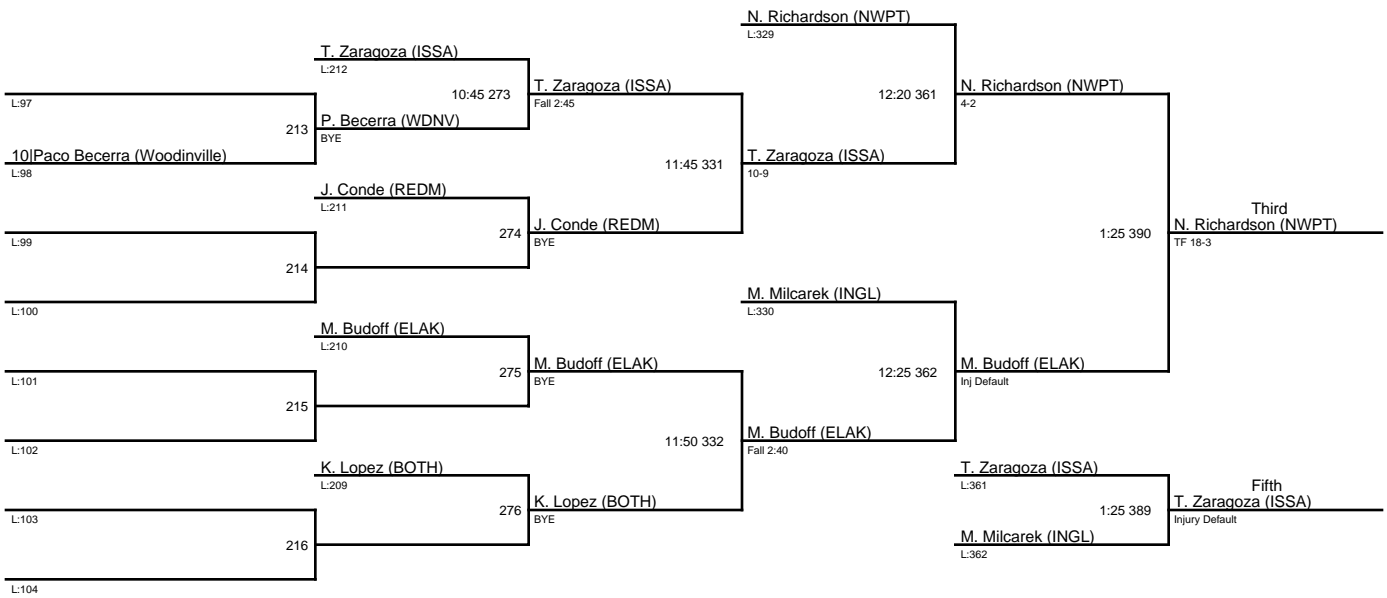 N. Richardson (NWPT)
L:329
T. Zaragoza (ISSA)
L:212
10:45 273
T. Zaragoza (ISSA)
Fall 2:45
12:20 361
N. Richardson (NWPT)
4-2
L:97
213
P. Becerra (WDNV)
BYE
10|Paco Becerra (Woodinville)
L:98
11:45 331
T. Zaragoza (ISSA)
10-9
J. Conde (REDM)
L:211
L:99
274
J. Conde (REDM)
BYE
1:25 390
Third
N. Richardson (NWPT)
TF 18-3
214
L:100
M. Milcarek (INGL)
L:330
M. Budoff (ELAK)
L:210
L:101
275
M. Budoff (ELAK)
BYE
12:25 362
M. Budoff (ELAK)
Inj Default
215
L:102
11:50 332
M. Budoff (ELAK)
Fall 2:40
K. Lopez (BOTH)
L:209
T. Zaragoza (ISSA)
L:361
L:103
276
K. Lopez (BOTH)
BYE
1:25 389
Fifth
T. Zaragoza (ISSA)
Injury Default
216
M. Milcarek (INGL)
L:362
L:104